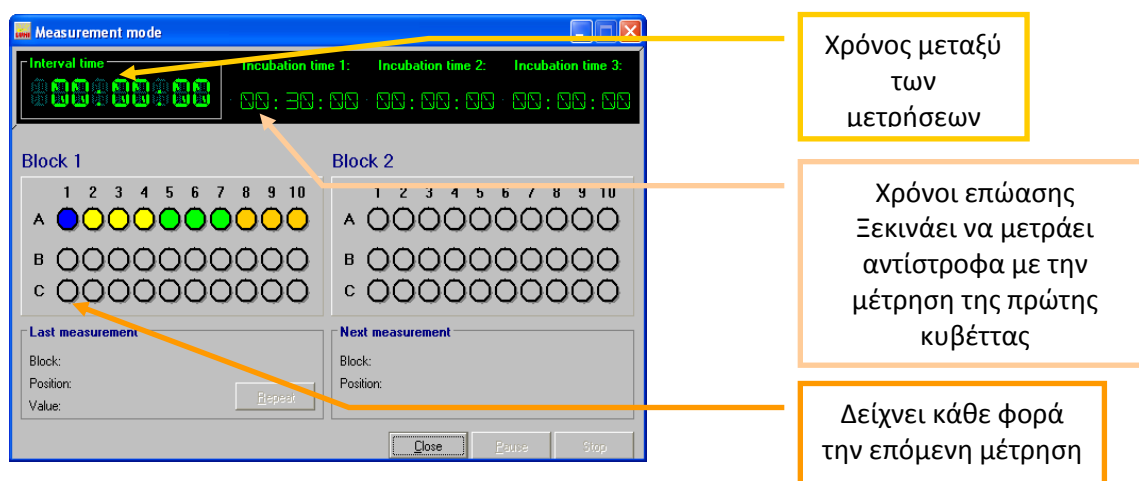 Measurement mode
Interval time
Incubation time 1:
Incubation time 2:
Incubation time 3:
00:00:00
00:30:00
00:00:00
00:00:00
Block 1
1 2 3 4 5 6 7 8 9 10
A
B
C
Block 2
1 2 3 4 5 6 7 8 9 10
A
B
C
Last measurement
Block:
Position:
Value:
Repeat
Next measurement
Block:
Position:
Close
Pause
Stop
Χρόνος μεταξύ
των
μετρήσεων
Χρόνοι επώασης
Ξεκινάει να μετράει
αντίστροφα με την
μέτρηση της πρώτης
κυβέττας
Δείχνει κάθε φορά
την επόμενη μέτρηση